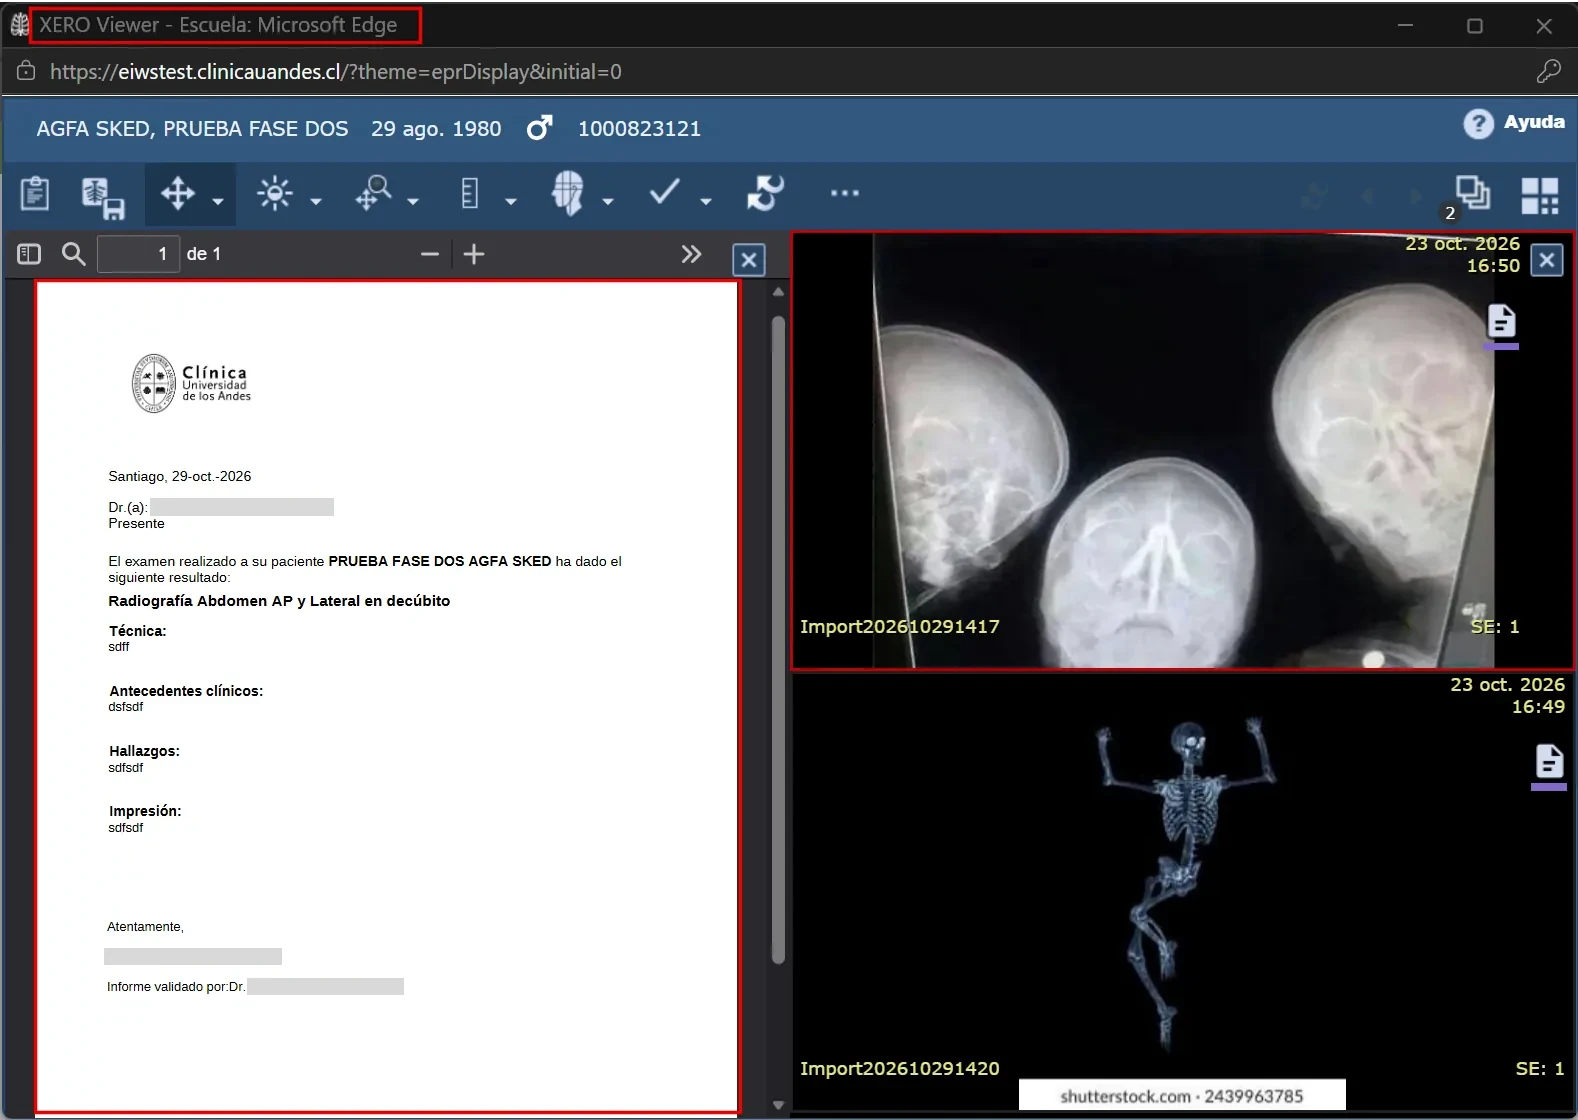 XERO Viewer - Escuela: Microsoft Edge
https://eiwstest.clinicauandes.cl/?theme=eprDisplay&initial=0
AGFA SKED, PRUEBA FASE DOS 29 ago. 1980 1000823121
Ayuda
2
1 de 1
Clínica
Universidad
de los Andes
Santiago, 29-oct.-2026
Dr.(a):
Presente
El examen realizado a su paciente PRUEBA FASE DOS AGFA SKED ha dado el
siguiente resultado:
Radiografía Abdomen AP y Lateral en decúbito
Técnica:
sdff
Antecedentes clínicos:
dsfsdf
Hallazgos:
sdfsdf
Impresión:
sdfsdf
Atentamente,
Informe validado por:Dr.
23 oct. 2026
16:50
Import202610291417
SE: 1
23 oct. 2026
16:49
Import202610291420
SE: 1
shutterstock.com · 2439963785